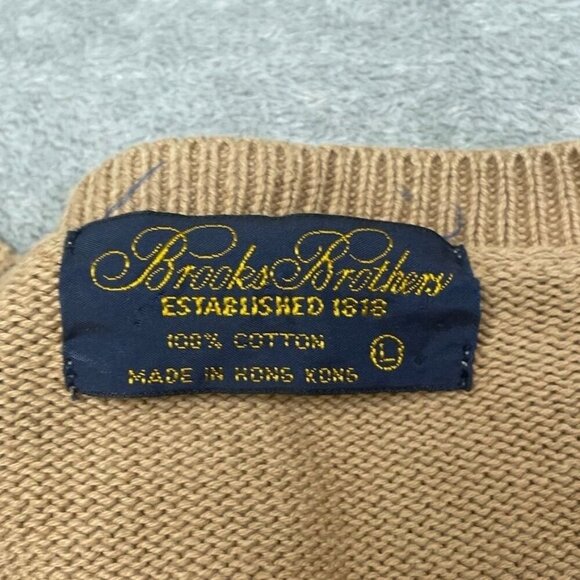 Brooks Brothers
ESTABLISHED 1818
100% COTTON L
MADE IN HONG KONG